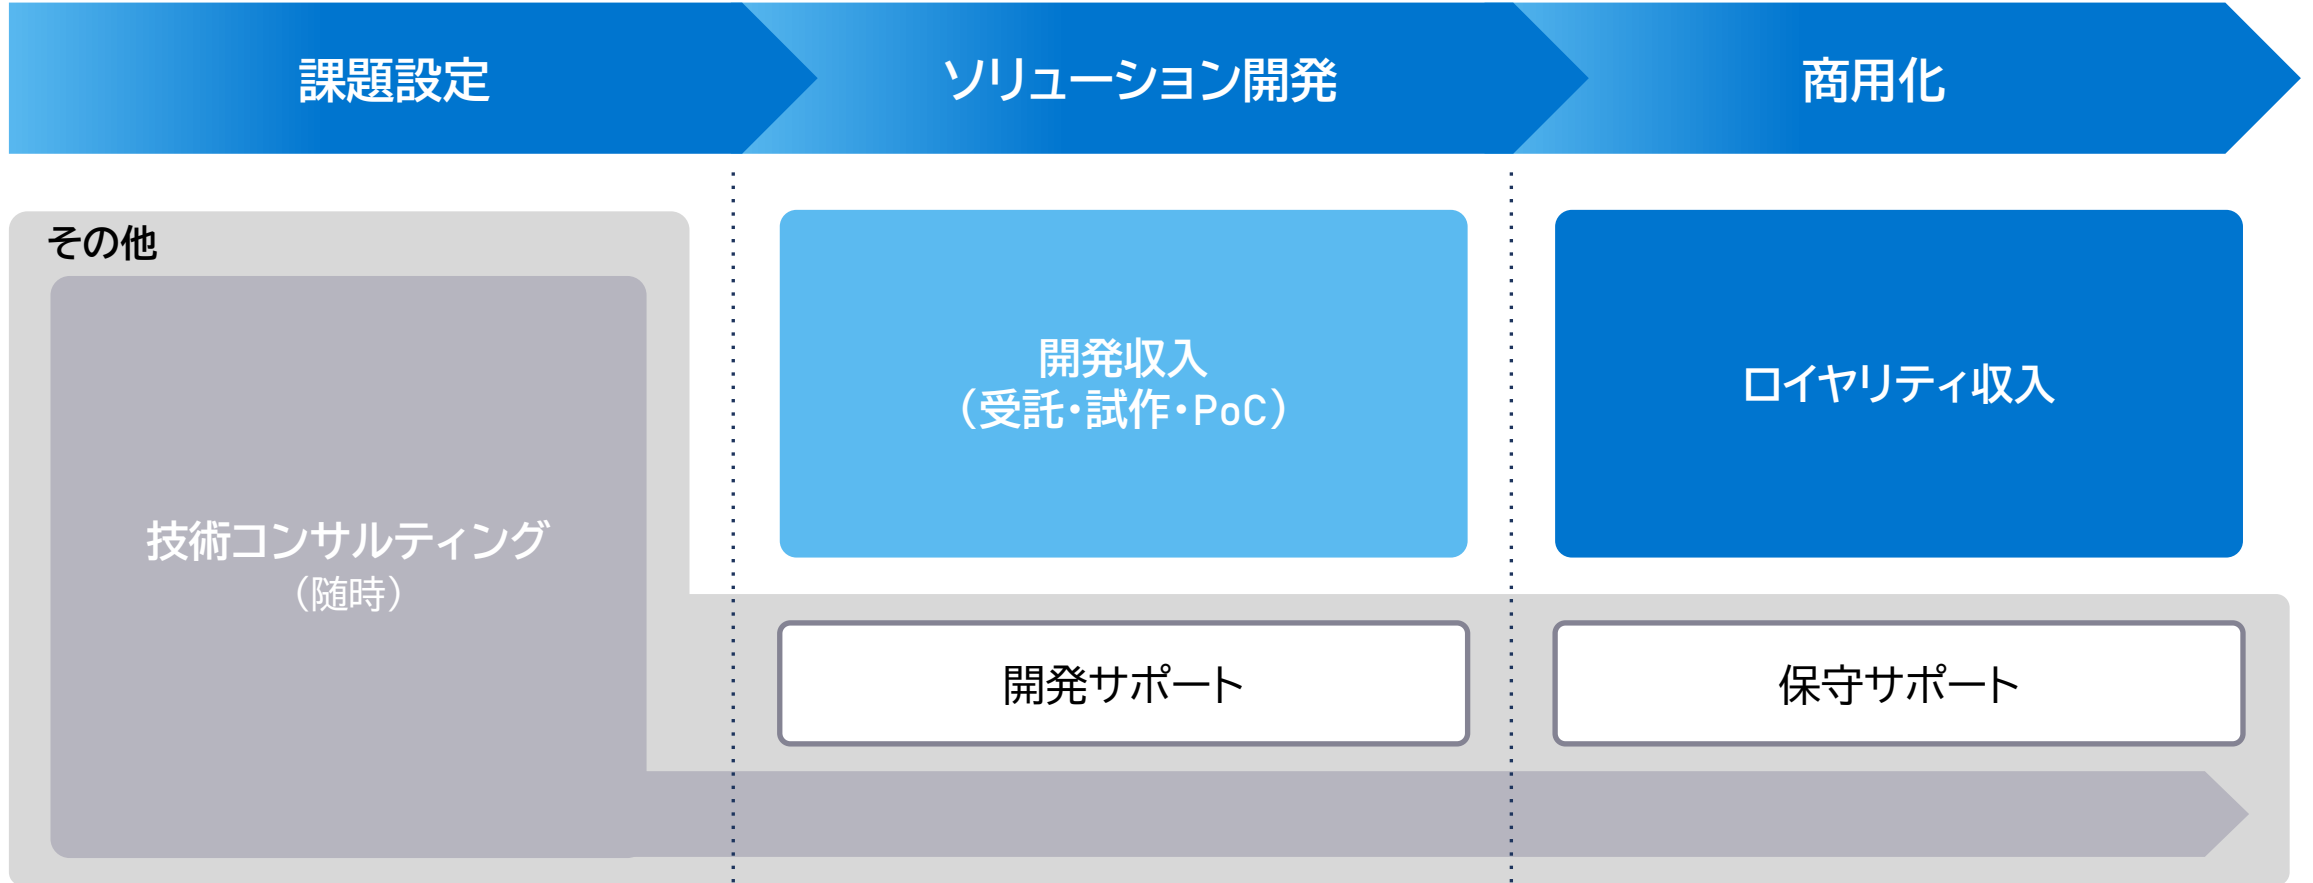 課題設定
ソリューション開発
商用化
その他
技術コンサルティング
（随時）
開発収入
（受託・試作・PoC）
ロイヤリティ収入
開発サポート
保守サポート